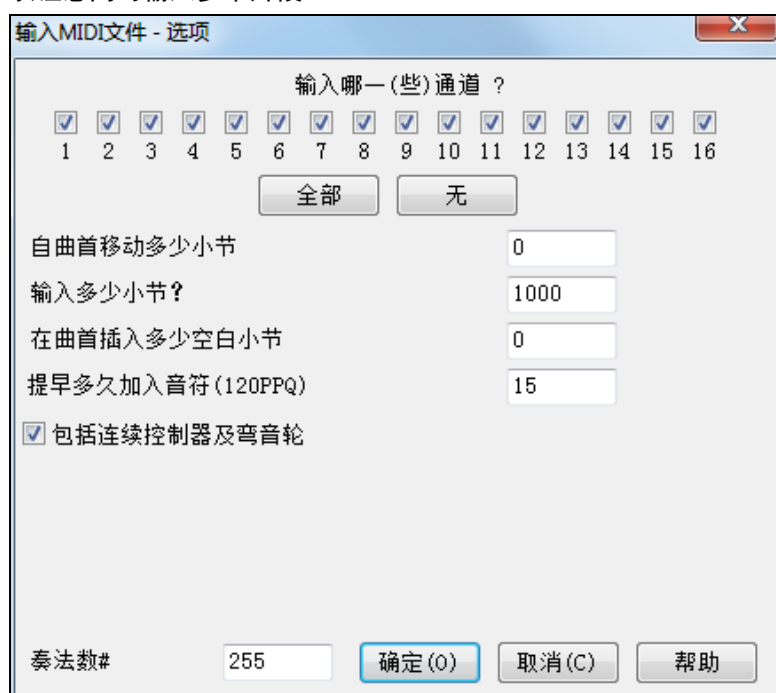 输入MIDI文件 - 选项
输入哪一(些)通道 ?
1 2 3 4 5 6 7 8 9 10 11 12 13 14 15 16
全部 无
自曲首移动多少小节 0
输入多少小节? 1000
在曲首插入多少空白小节 0
提早多久加入音符(120PPQ) 15
包括连续控制器及弯音轮
奏法数# 255 确定(O) 取消(C) 帮助